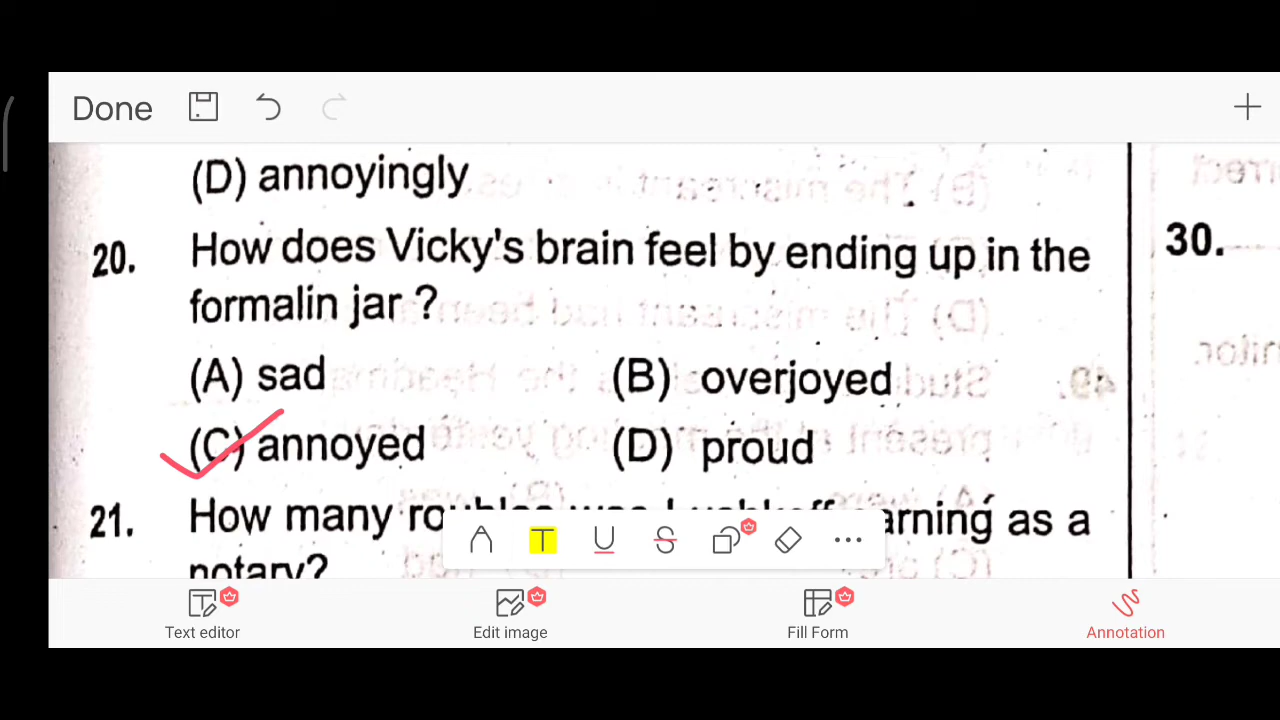 Done
(D) annoyingly
20. How does Vicky's brain feel by ending up in the
30.
formalin jar ?
(A) sad (B) overjoyed
(C) annoyed (D) proud
21. How many arning as a
notary?
Text editor Edit image Fill Form Annotation